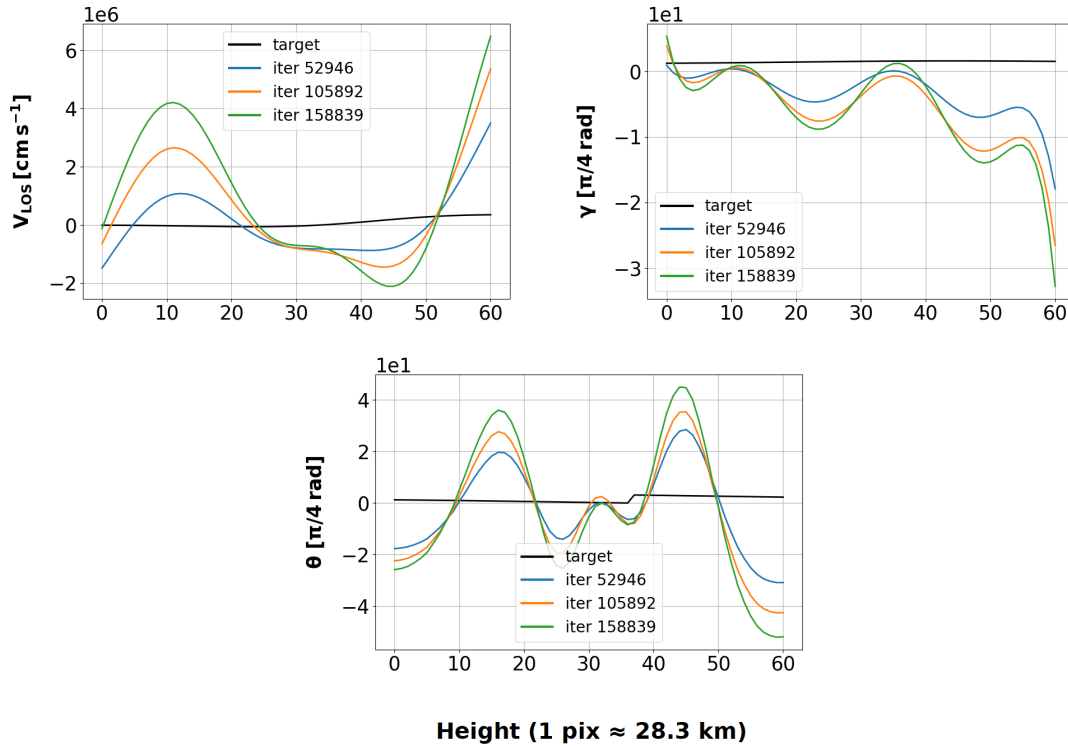 1e6
6
4
2
0
−2
0 10 20 30 40 50 60
V_LOS [cm s⁻¹]
target
iter 52946
iter 105892
iter 158839
1e1
0
−1
−2
−3
0 10 20 30 40 50 60
γ [π/4 rad]
target
iter 52946
iter 105892
iter 158839
1e1
4
2
0
−2
−4
0 10 20 30 40 50 60
θ [π/4 rad]
target
iter 52946
iter 105892
iter 158839
Height (1 pix ≈ 28.3 km)